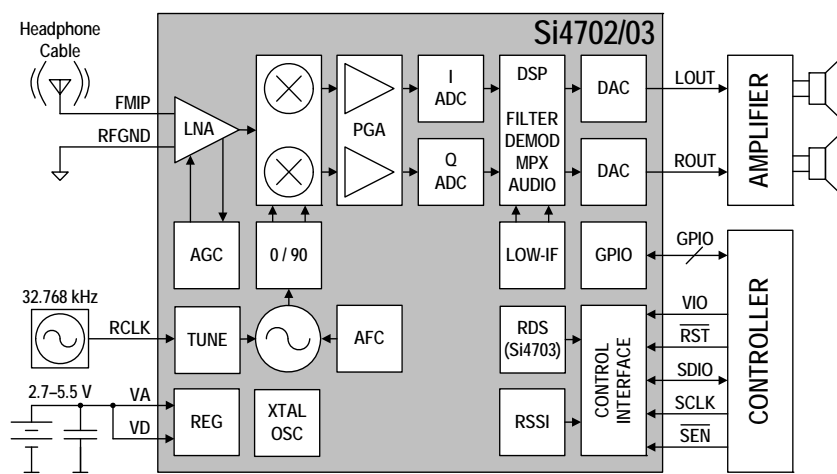 Si4702/03
Headphone
Cable
FMIP
RFGND
LNA
AGC
0 / 90
PGA
I
ADC
Q
ADC
DSP
FILTER
DEMOD
MPX
AUDIO
DAC
DAC
LOUT
ROUT
AMPLIFIER
LOW-IF
GPIO
GPIO
CONTROLLER
32.768 kHz
RCLK
TUNE
AFC
RDS
(Si4703)
CONTROL
INTERFACE
VIO
RST
SDIO
SCLK
SEN
2.7–5.5 V
VA
VD
REG
XTAL
OSC
RSSI